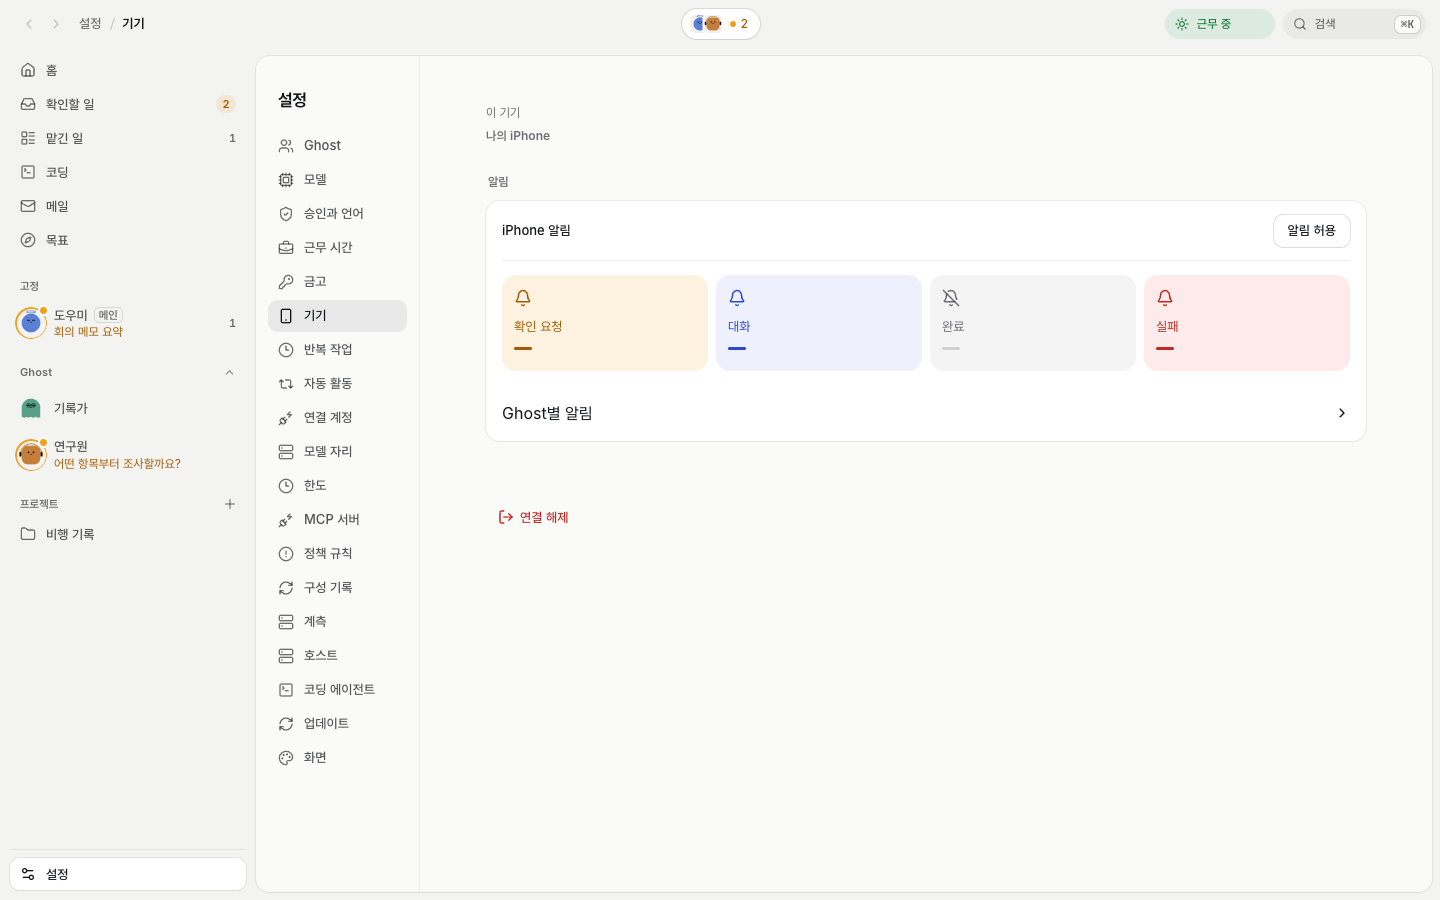 설정 / 기기
2
근무 중
검색
⌘K
홈
확인할 일 2
맡긴 일 1
코딩
메일
목표
고정
도우미 메인
회의 메모 요약
1
Ghost
기록가
연구원
어떤 항목부터 조사할까요?
프로젝트
비행 기록
설정
설정
Ghost
모델
승인과 언어
근무 시간
금고
기기
반복 작업
자동 활동
연결 계정
모델 자리
한도
MCP 서버
정책 규칙
구성 기록
계측
호스트
코딩 에이전트
업데이트
화면
이 기기
나의 iPhone
알림
iPhone 알림
알림 허용
확인 요청
대화
완료
실패
Ghost별 알림
연결 해제